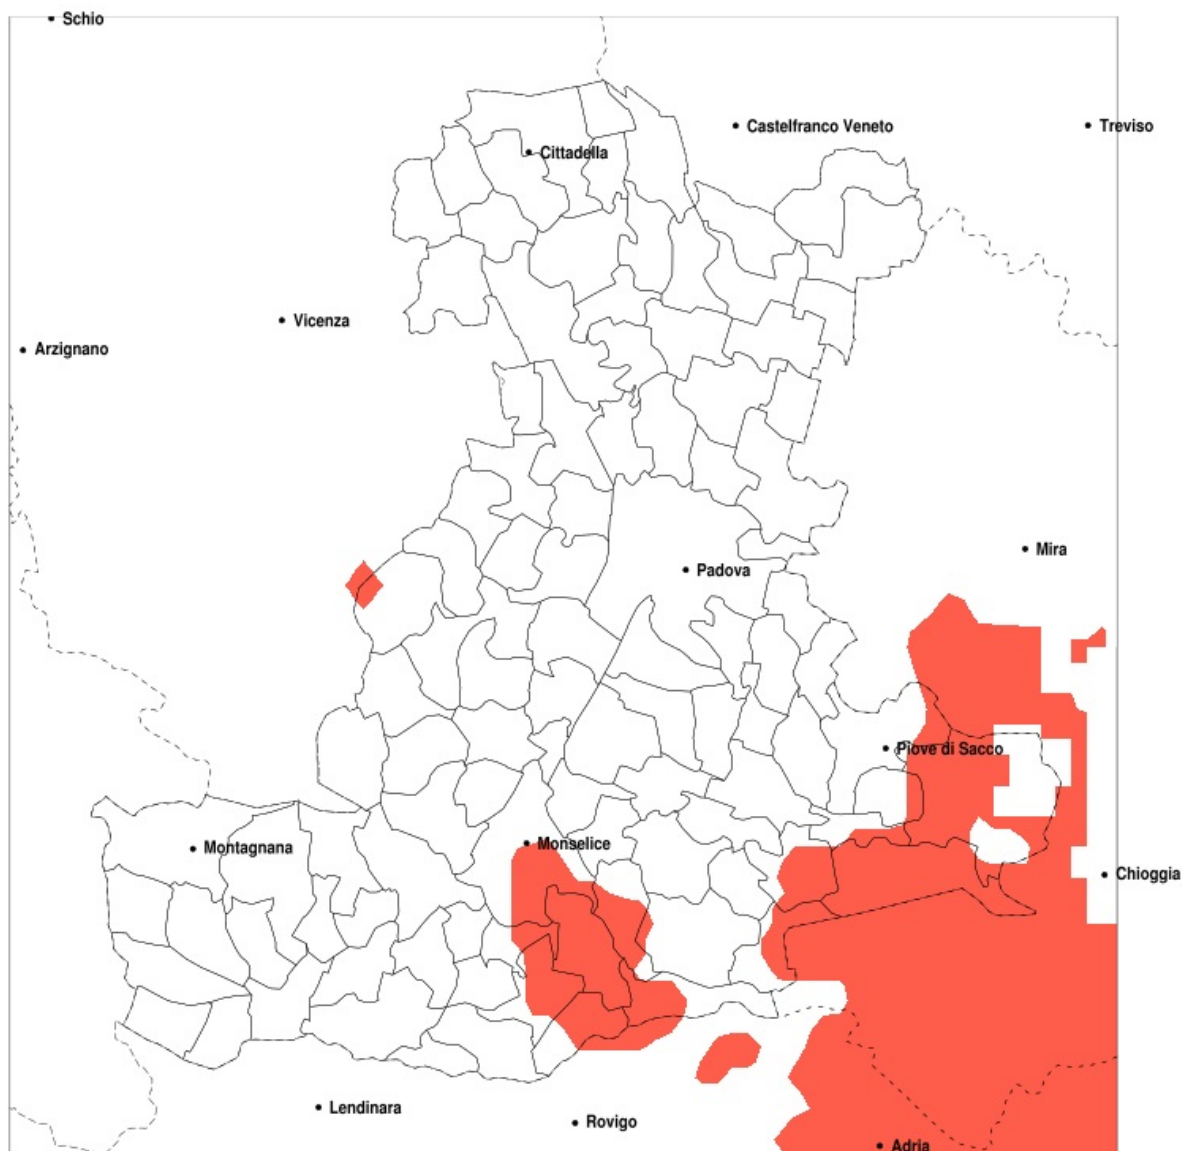 Schio
Castelfranco Veneto
Treviso
Cittadella
Vicenza
Arzignano
Mira
Padova
Piove di Sacco
Monselice
Montagnana
Chioggia
Lendinara
Rovigo
Adria